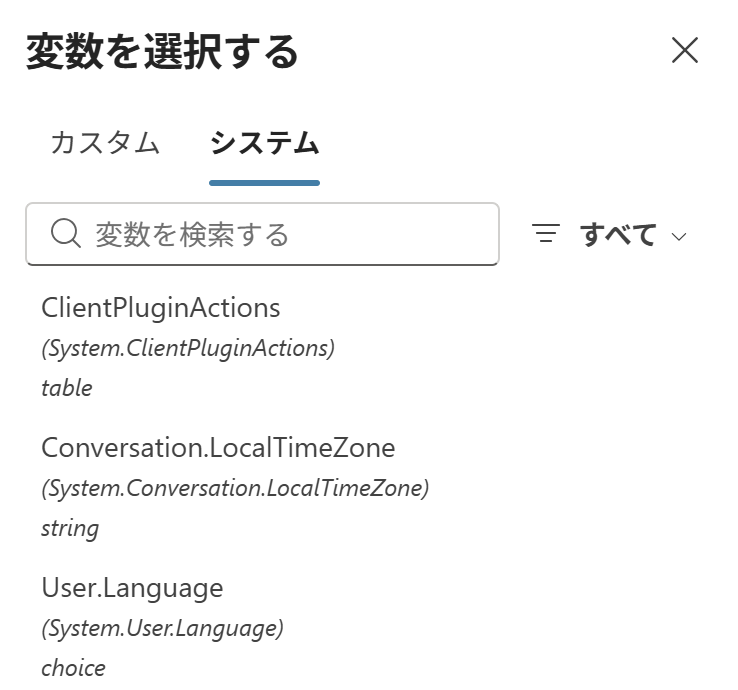 変数を選択する
カスタム システム
変数を検索する すべて
ClientPluginActions
(System.ClientPluginActions)
table
Conversation.LocalTimeZone
(System.Conversation.LocalTimeZone)
string
User.Language
(System.User.Language)
choice